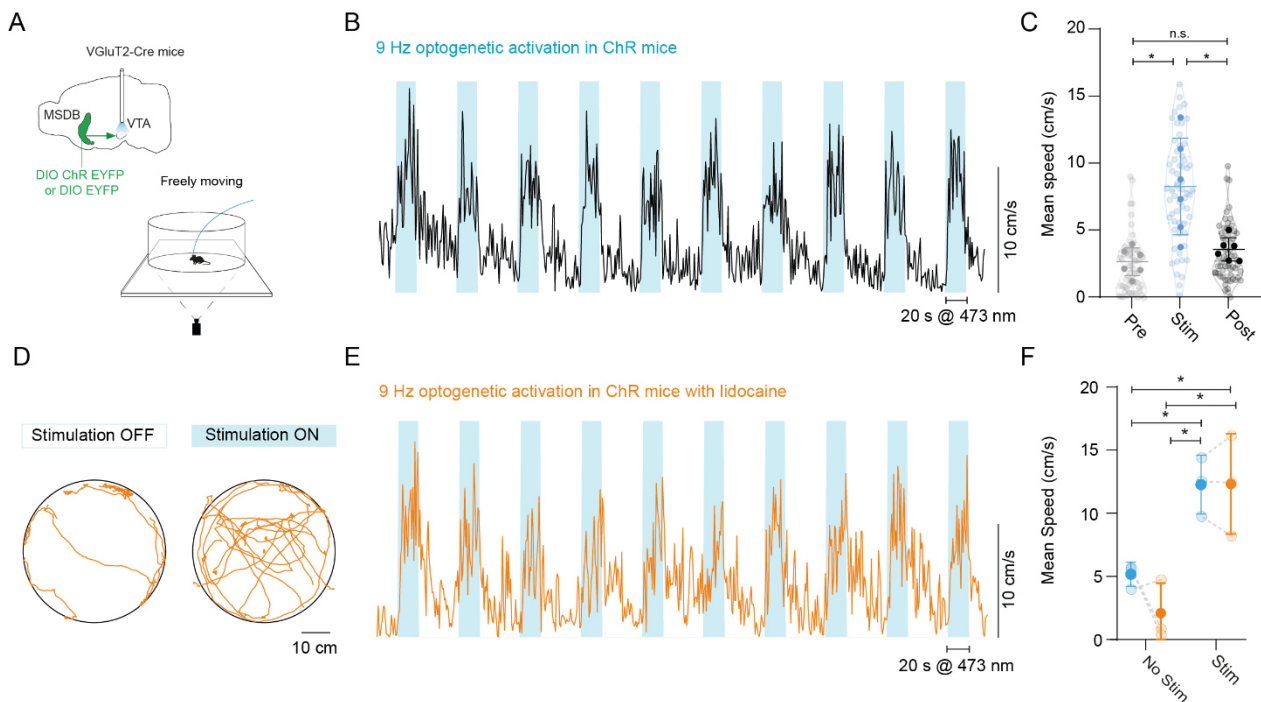 A
VGluT2-Cre mice
MSDB
VTA
DIO ChR EYFP
or DIO EYFP
Freely moving
B
9 Hz optogenetic activation in ChR mice
10 cm/s
20 s @ 473 nm
C
n.s.
* *
Mean speed (cm/s)
20
15
10
5
0
Pre Stim Post
D
Stimulation OFF
Stimulation ON
10 cm
E
9 Hz optogenetic activation in ChR mice with lidocaine
10 cm/s
20 s @ 473 nm
F
*
*
*
*
Mean Speed (cm/s)
20
15
10
5
0
No Stim Stim